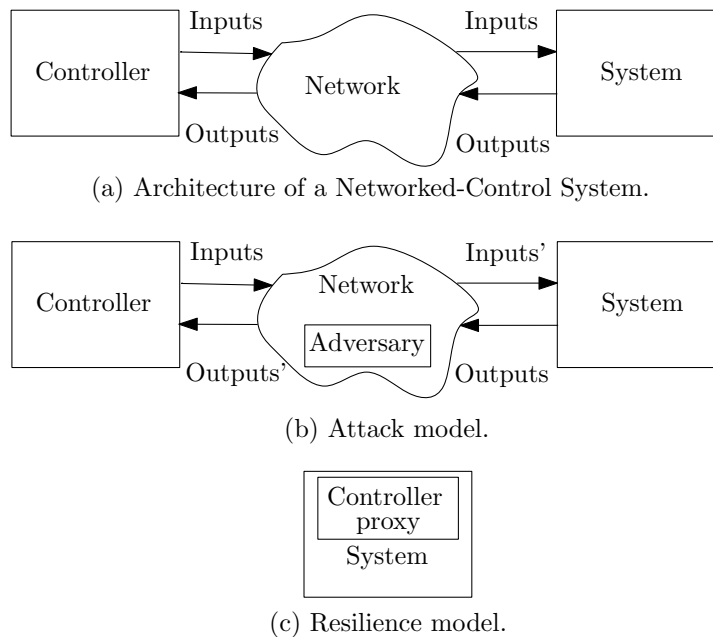 Inputs
Inputs
Controller
Network
System
Outputs
Outputs
(a) Architecture of a Networked-Control System.
Inputs
Inputs'
Network
Controller
System
Adversary
Outputs'
Outputs
(b) Attack model.
Controller
proxy
System
(c) Resilience model.